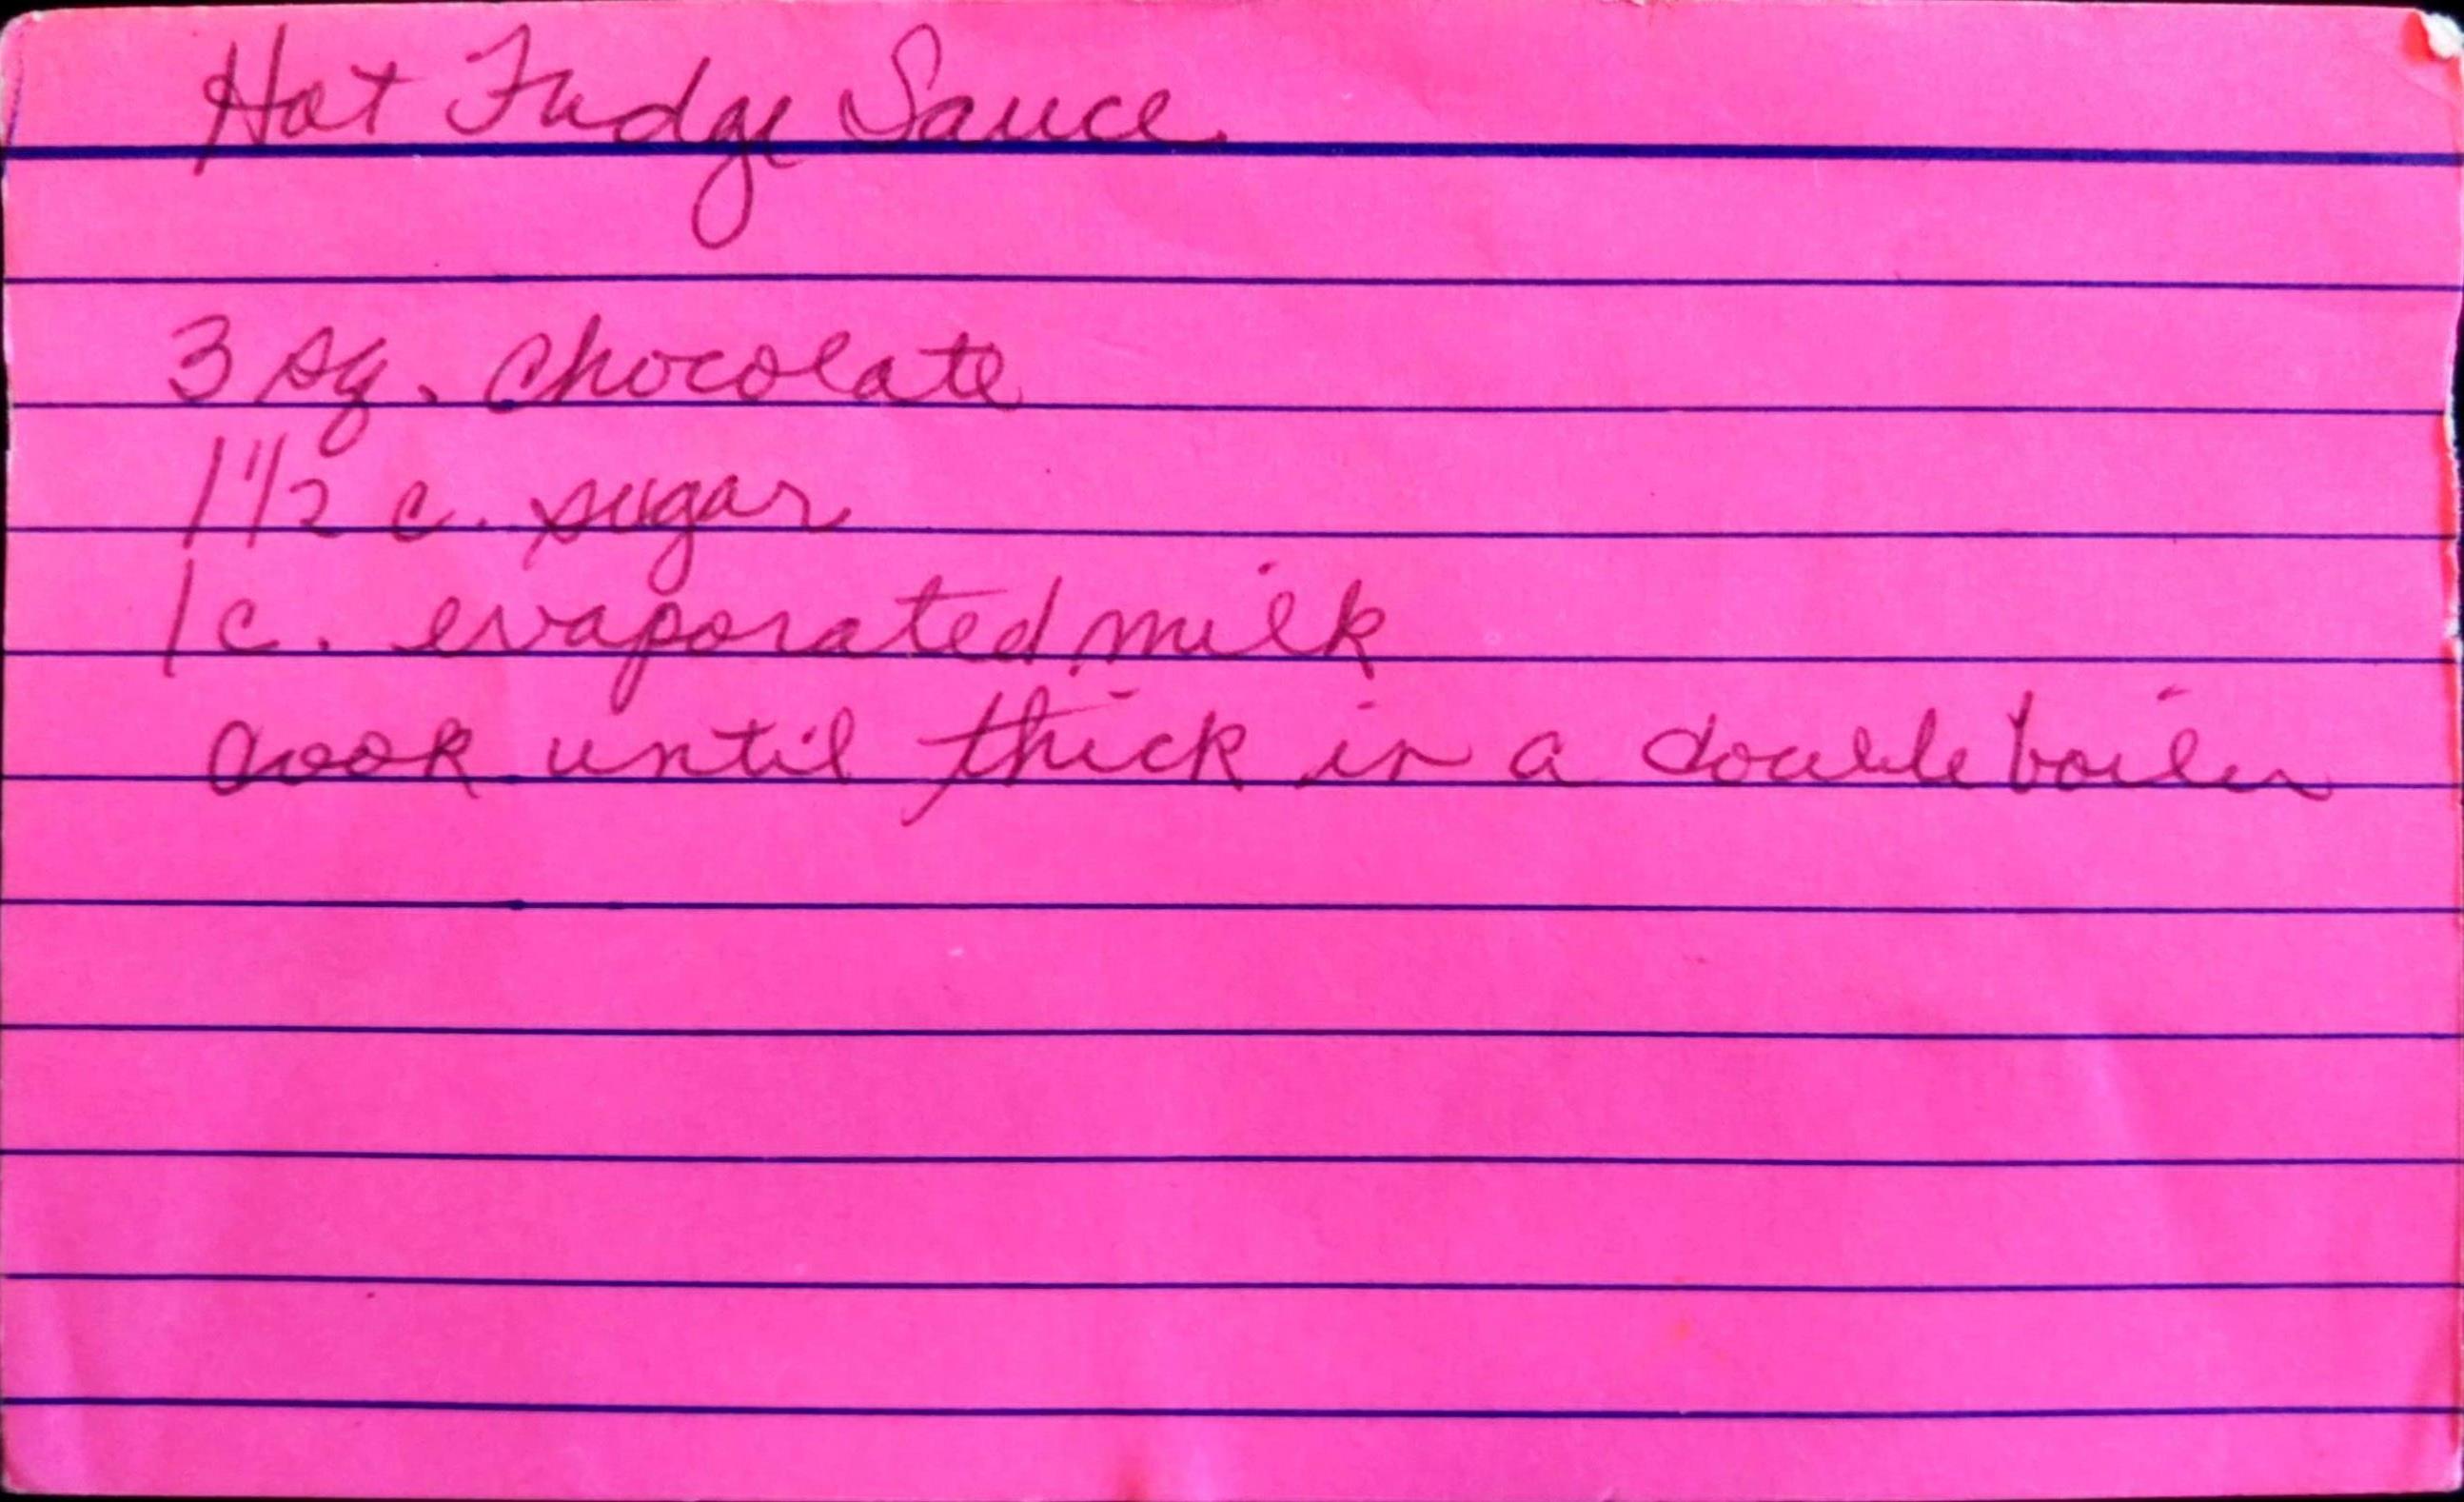 Hot Fudge Sauce
3 sq. chocolate
1 1/2 c. sugar
1 c. evaporated milk
cook until thick in a double boiler